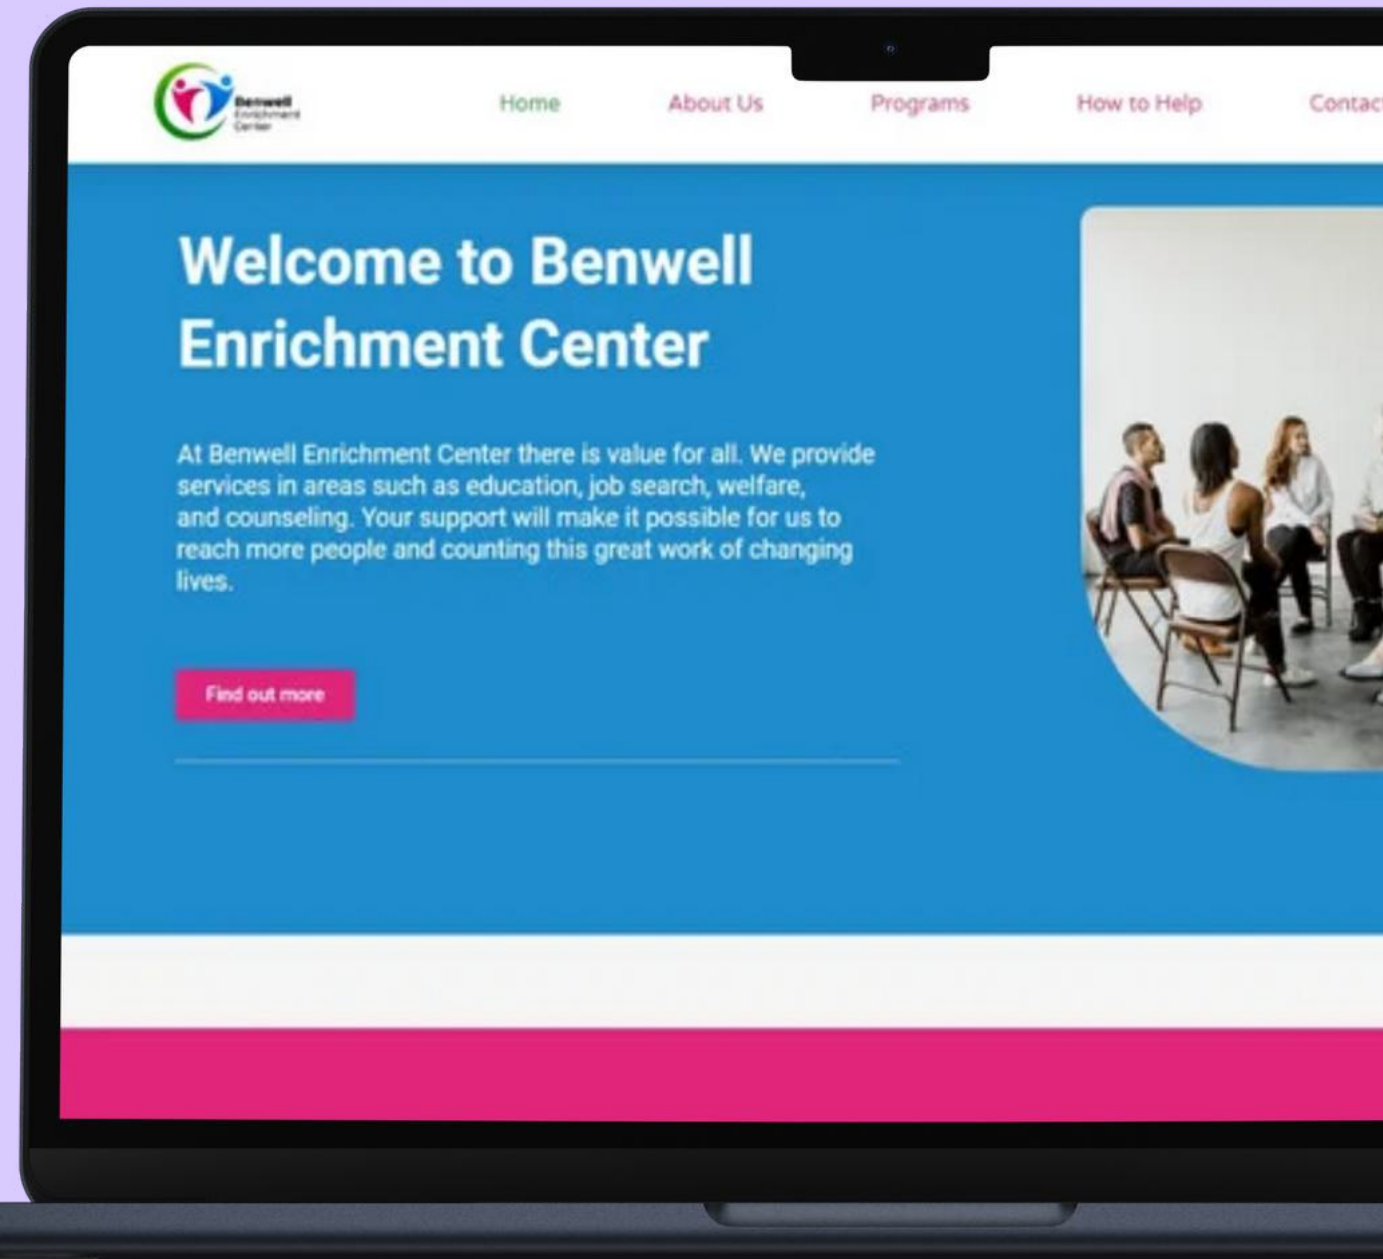 Benwell
Enrichment
Center
Home
About Us
Programs
How to Help
Contac
Welcome to Benwell
Enrichment Center
At Benwell Enrichment Center there is value for all. We provide
services in areas such as education, job search, welfare,
and counseling. Your support will make it possible for us to
reach more people and counting this great work of changing
lives.
Find out more